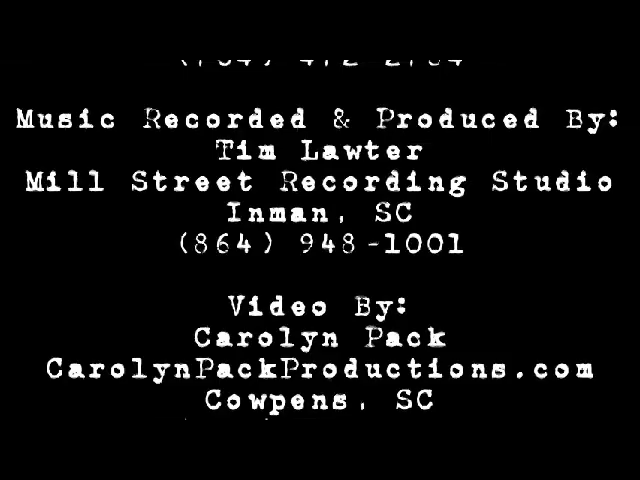 Music Recorded & Produced By:
Tim Lawter
Mill Street Recording Studio
Inman, SC
(864) 948-1001
Video By:
Carolyn Pack
CarolynPackProductions.com
Cowpens, SC